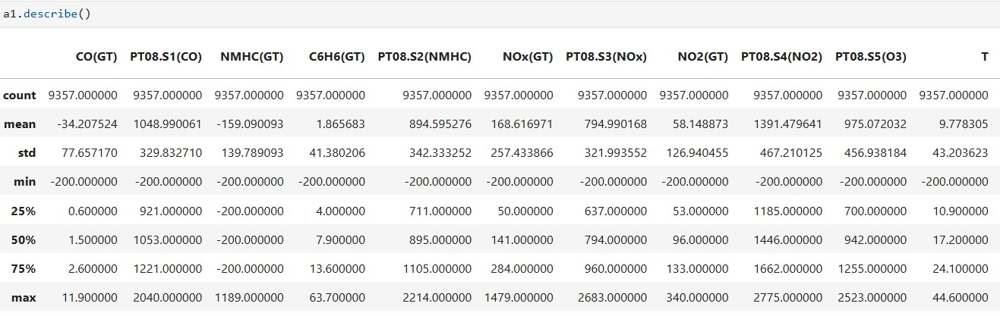 a1.describe()
CO(GT) PT08.S1(CO) NMHC(GT) C6H6(GT) PT08.S2(NMHC) NOx(GT) PT08.S3(NOx) NO2(GT) PT08.S4(NO2) PT08.S5(O3) T
count 9357.000000 9357.000000 9357.000000 9357.000000 9357.000000 9357.000000 9357.000000 9357.000000 9357.000000 9357.000000 9357.000000
mean -34.207524 1048.990061 -159.090093 1.865683 894.595276 168.616971 794.990168 58.148873 1391.479641 975.072032 9.778305
std 77.657170 329.832710 139.789093 41.380206 342.333252 257.433866 321.993552 126.940455 467.210125 456.938184 43.203623
min -200.000000 -200.000000 -200.000000 -200.000000 -200.000000 -200.000000 -200.000000 -200.000000 -200.000000 -200.000000 -200.000000
25% 0.600000 921.000000 -200.000000 4.000000 711.000000 50.000000 637.000000 53.000000 1185.000000 700.000000 10.900000
50% 1.500000 1053.000000 -200.000000 7.900000 895.000000 141.000000 794.000000 96.000000 1446.000000 942.000000 17.200000
75% 2.600000 1221.000000 -200.000000 13.600000 1105.000000 284.000000 960.000000 133.000000 1662.000000 1255.000000 24.100000
max 11.900000 2040.000000 1189.000000 63.700000 2214.000000 1479.000000 2683.000000 340.000000 2775.000000 2523.000000 44.600000